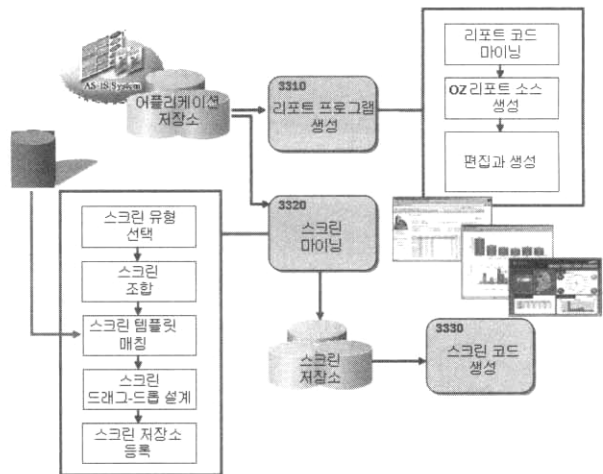 AS-IS System
어플리케이션
저장소
3310
리포트 프로그램
생성
리포트 코드
마이닝
OZ 리포트 소스
생성
편집과 생성
3320
스크린
마이닝
스크린 유형
선택
스크린
조합
스크린 템플릿
매칭
스크린
드래그-드롭 설계
스크린 저장소
등록
스크린
저장소
3330
스크린 코드
생성